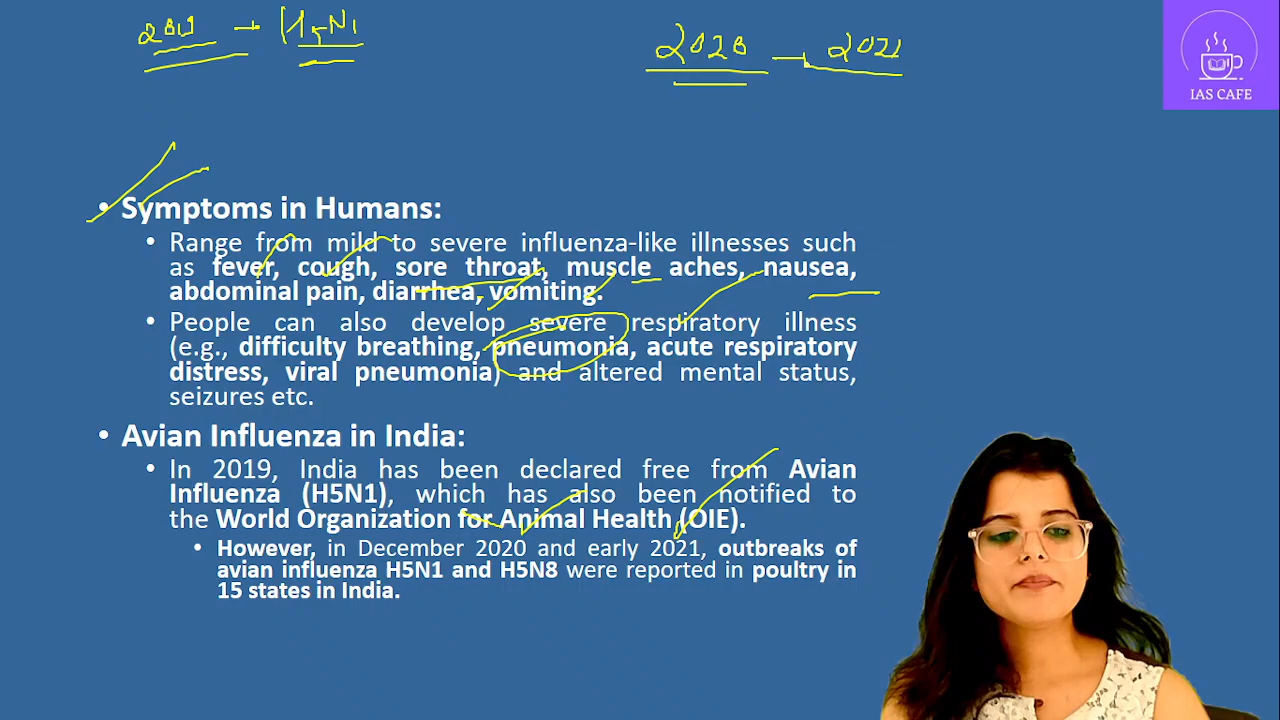 2019 → H5N1
2020 → 2021
IAS CAFE
• Symptoms in Humans:
• Range from mild to severe influenza-like illnesses such
as fever, cough, sore throat, muscle aches, nausea,
abdominal pain, diarrhea, vomiting.
• People can also develop severe respiratory illness
(e.g., difficulty breathing, pneumonia, acute respiratory
distress, viral pneumonia) and altered mental status,
seizures etc.
• Avian Influenza in India:
• In 2019, India has been declared free from Avian
Influenza (H5N1), which has also been notified to
the World Organization for Animal Health (OIE).
• However, in December 2020 and early 2021, outbreaks of
avian influenza H5N1 and H5N8 were reported in poultry in
15 states in India.